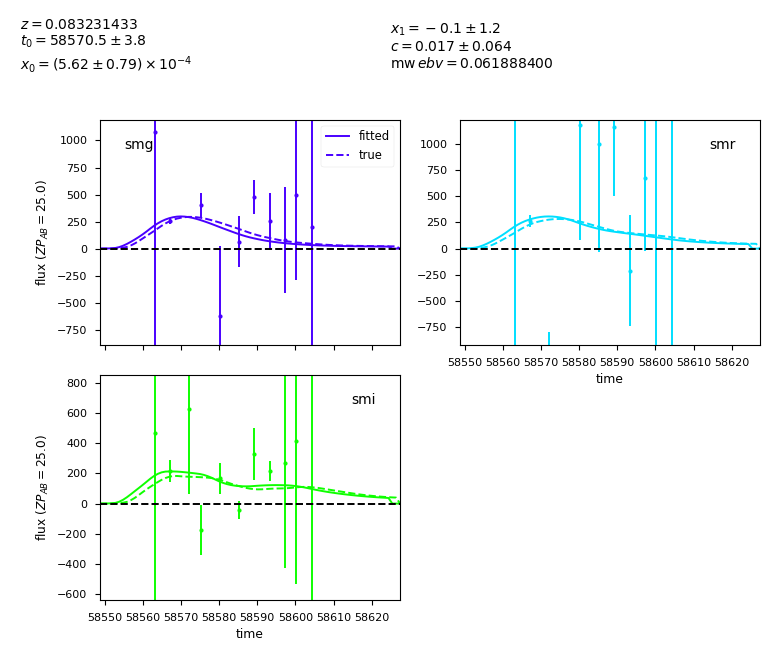 z = 0.083231433
t₀ = 58570.5 ± 3.8
x₀ = (5.62 ± 0.79) × 10⁻⁴
x₁ = −0.1 ± 1.2
c = 0.017 ± 0.064
mw ebv = 0.061888400
smg
fitted
true
flux (ZP_AB = 25.0)
1000
750
500
250
0
−250
−500
−750
smr
1000
750
500
250
0
−250
−500
−750
58550 58560 58570 58580 58590 58600 58610 58620
time
smi
flux (ZP_AB = 25.0)
800
600
400
200
0
−200
−400
−600
58550 58560 58570 58580 58590 58600 58610 58620
time